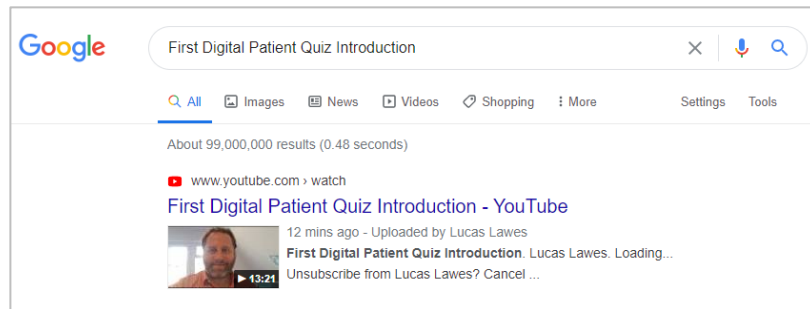 Google
First Digital Patient Quiz Introduction
All Images News Videos Shopping More Settings Tools
About 99,000,000 results (0.48 seconds)
www.youtube.com › watch
First Digital Patient Quiz Introduction - YouTube
12 mins ago - Uploaded by Lucas Lawes
First Digital Patient Quiz Introduction. Lucas Lawes. Loading...
13:21
Unsubscribe from Lucas Lawes? Cancel ...